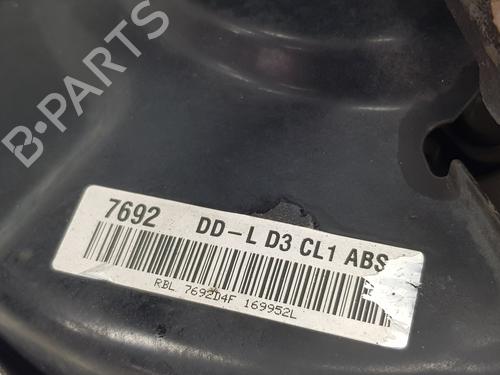 B-PARTS
7692 DD-L D3 CL1 ABS
RBL 7692D4F 169952L